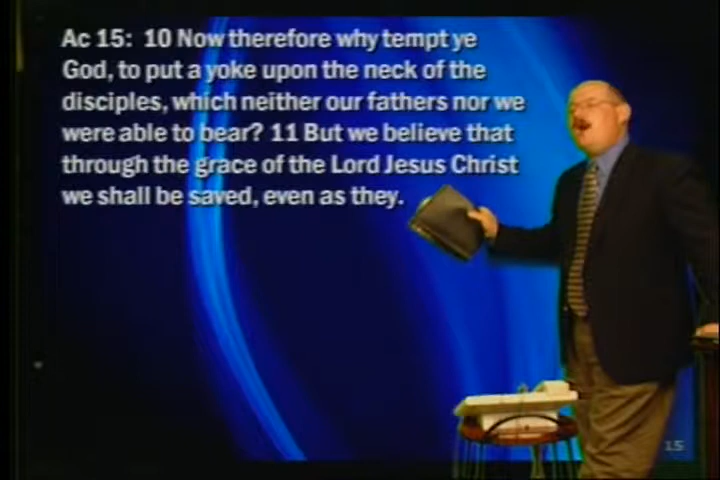 Ac 15: 10 Now therefore why tempt ye
God, to put a yoke upon the neck of the
disciples, which neither our fathers nor we
were able to bear? 11 But we believe that
through the grace of the Lord Jesus Christ
we shall be saved, even as they.
15